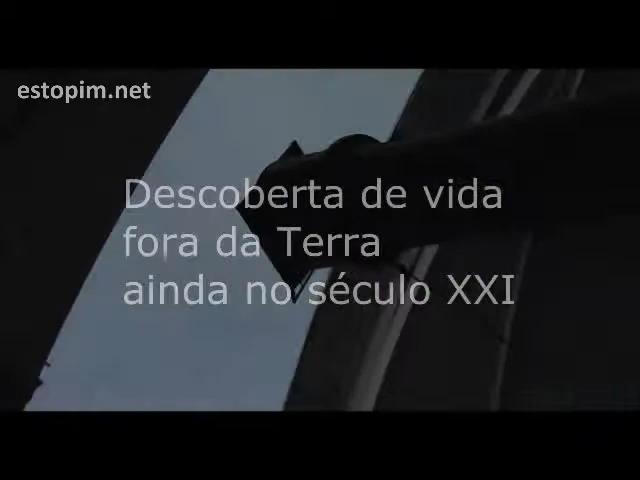 estopim.net
Descoberta de vida
fora da Terra
ainda no século XXI